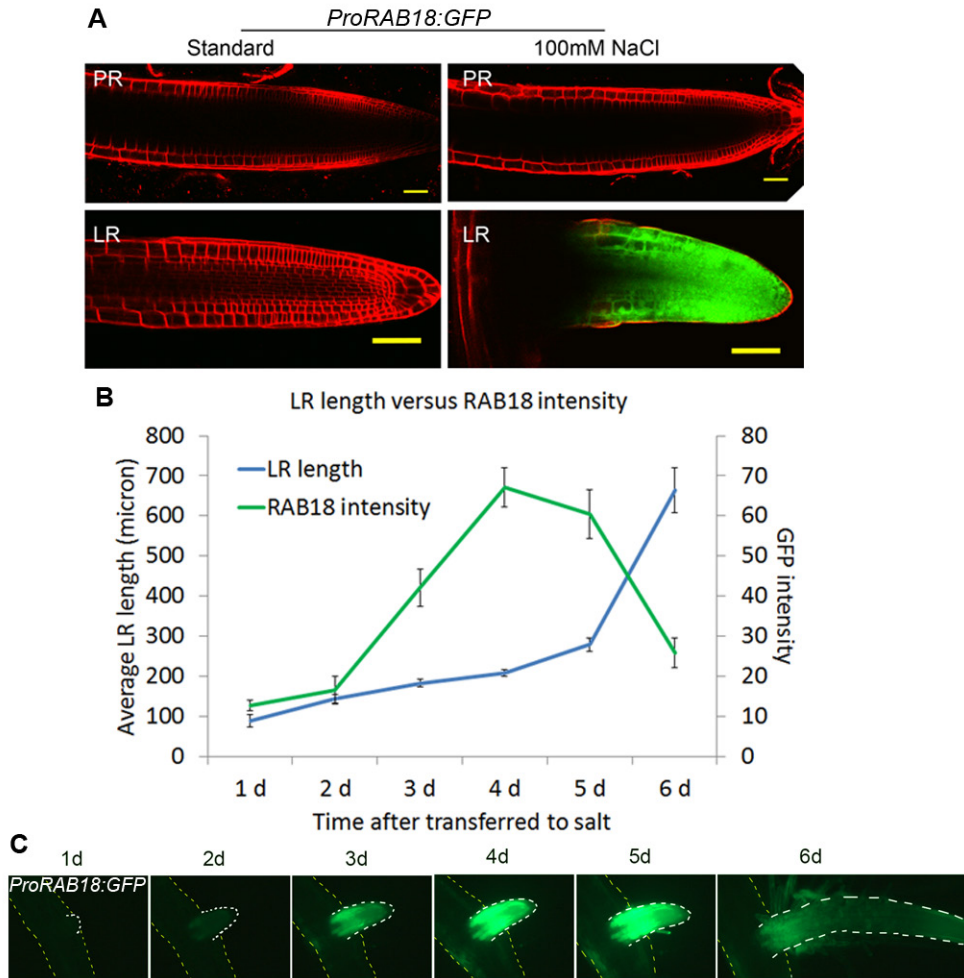 A
ProRAB18:GFP
Standard
100mM NaCl
PR
PR
LR
LR
B
LR length versus RAB18 intensity
LR length
RAB18 intensity
Average LR length (micron)
800
700
600
500
400
300
200
100
0
GFP intensity
80
70
60
50
40
30
20
10
0
1 d 2 d 3 d 4 d 5 d 6 d
Time after transferred to salt
C
1d 2d 3d 4d 5d 6d
ProRAB18:GFP